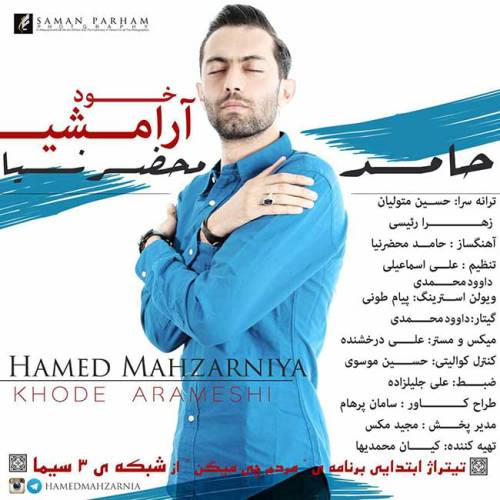 SAMAN PARHAM
PHOTOGRAPHY
خود
آرامشیـ
حامد محضرنیا
ترانه سرا: حسین متولیان
زهرا رئیسی
آهنگساز : حامد محضرنیا
تنظیم : علی اسماعیلی
داوود محمدی
ویولن استرینگ: پیام طونی
گیتار: داوود محمدی
میکس و مستر: علی درخشنده
کنترل کوالیتی: حسین موسوی
ضبط: علی جلیلزاده
طراح کاور : سامان پرهام
مدیر پخش : مجید مکس
تهیه کننده: کیان محمدیها
HAMED MAHZARNIYA
KHODE ARAMESHI
تیتراژ ابتدایی برنامه ی "مردم چی میگن" از شبکه ی ۳ سیما
HAMEDMAHZARNIA